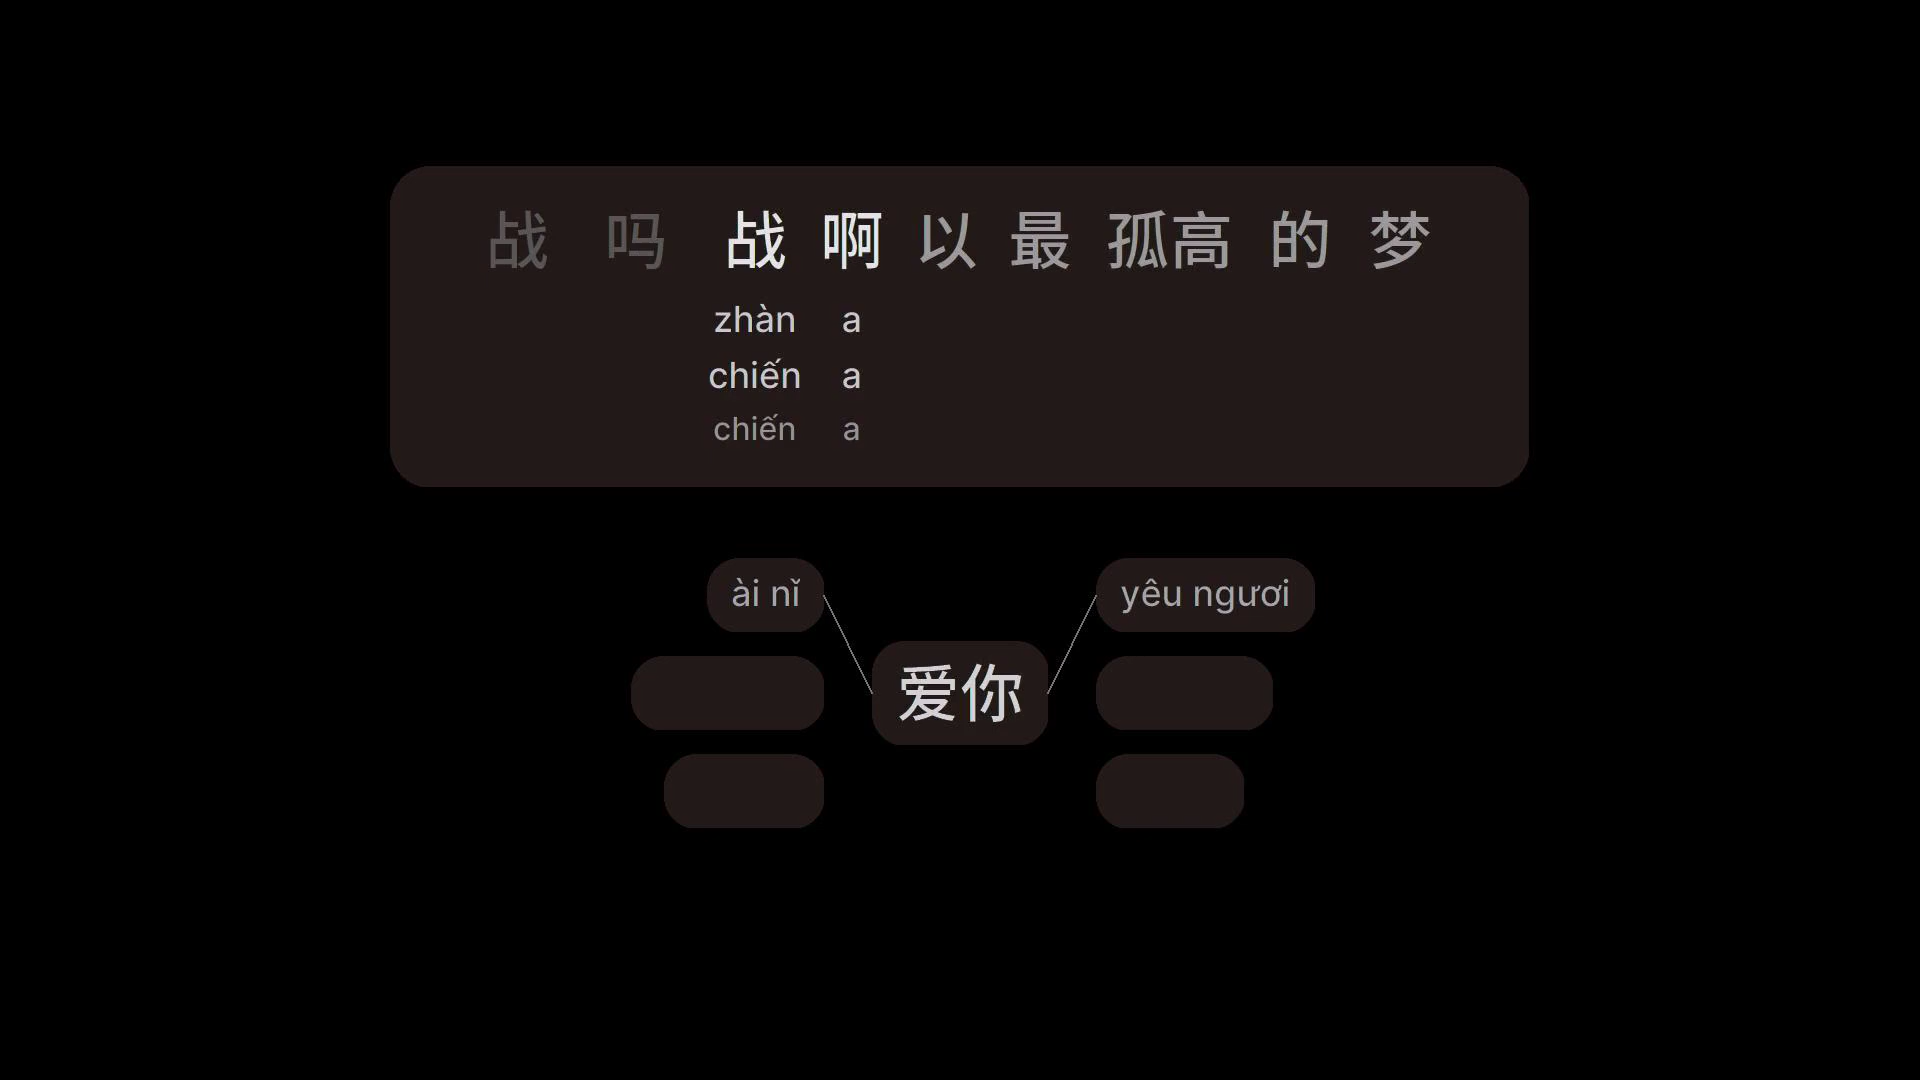 战 吗 战 啊 以 最 孤高 的 梦
zhàn a
chiến a
chiến a
ài nǐ
yêu ngươi
爱你